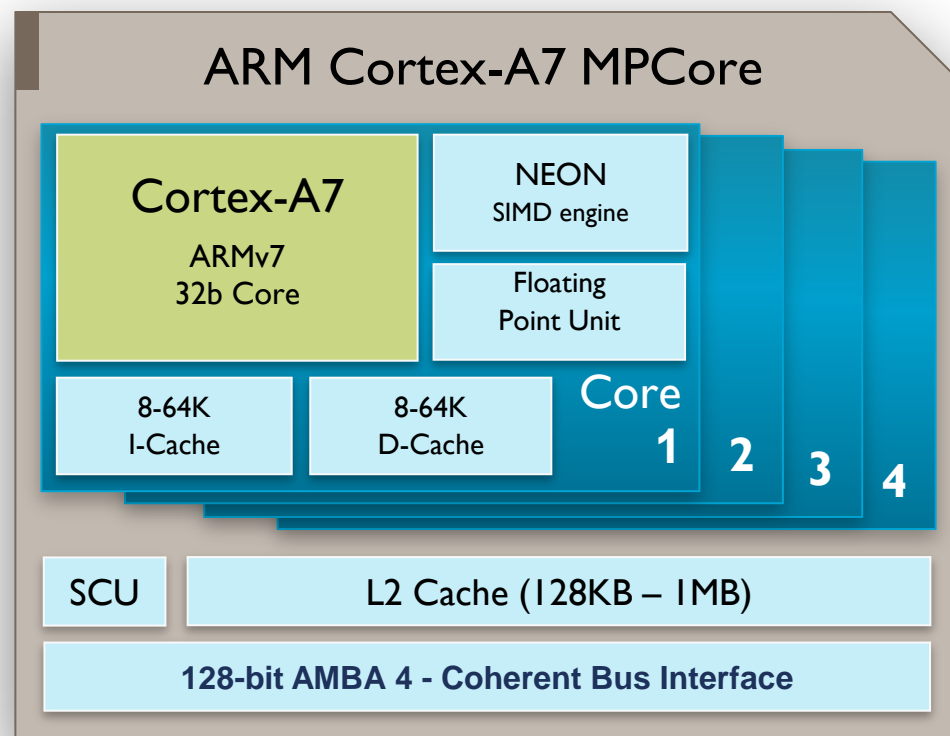 ARM Cortex-A7 MPCore
Cortex-A7
ARMv7
32b Core
NEON
SIMD engine
Floating
Point Unit
8-64K
I-Cache
8-64K
D-Cache
Core
1
2
3
4
SCU
L2 Cache (128KB – 1MB)
128-bit AMBA 4 - Coherent Bus Interface